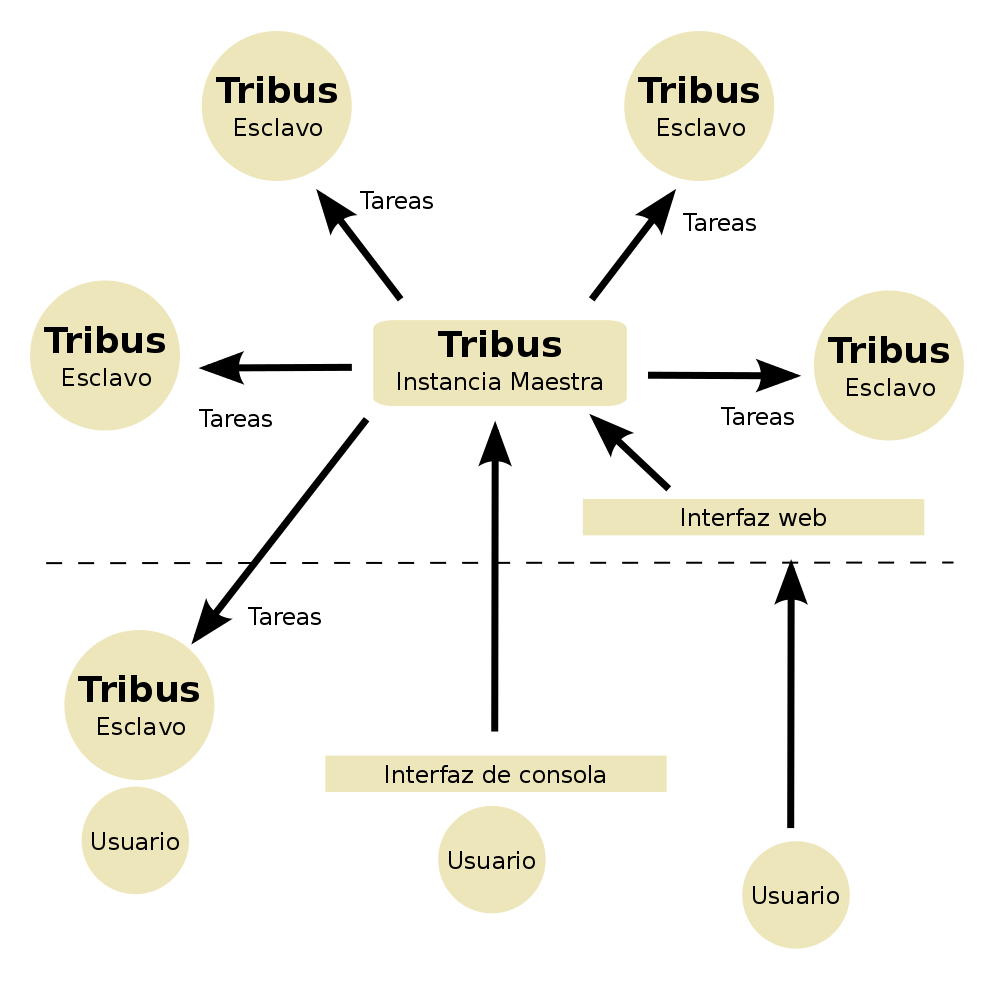 Tribus
Esclavo
Tribus
Esclavo
Tareas
Tareas
Tribus
Esclavo
Tribus
Instancia Maestra
Tribus
Esclavo
Tareas
Tareas
Interfaz web
Tareas
Tribus
Esclavo
Interfaz de consola
Usuario
Usuario
Usuario